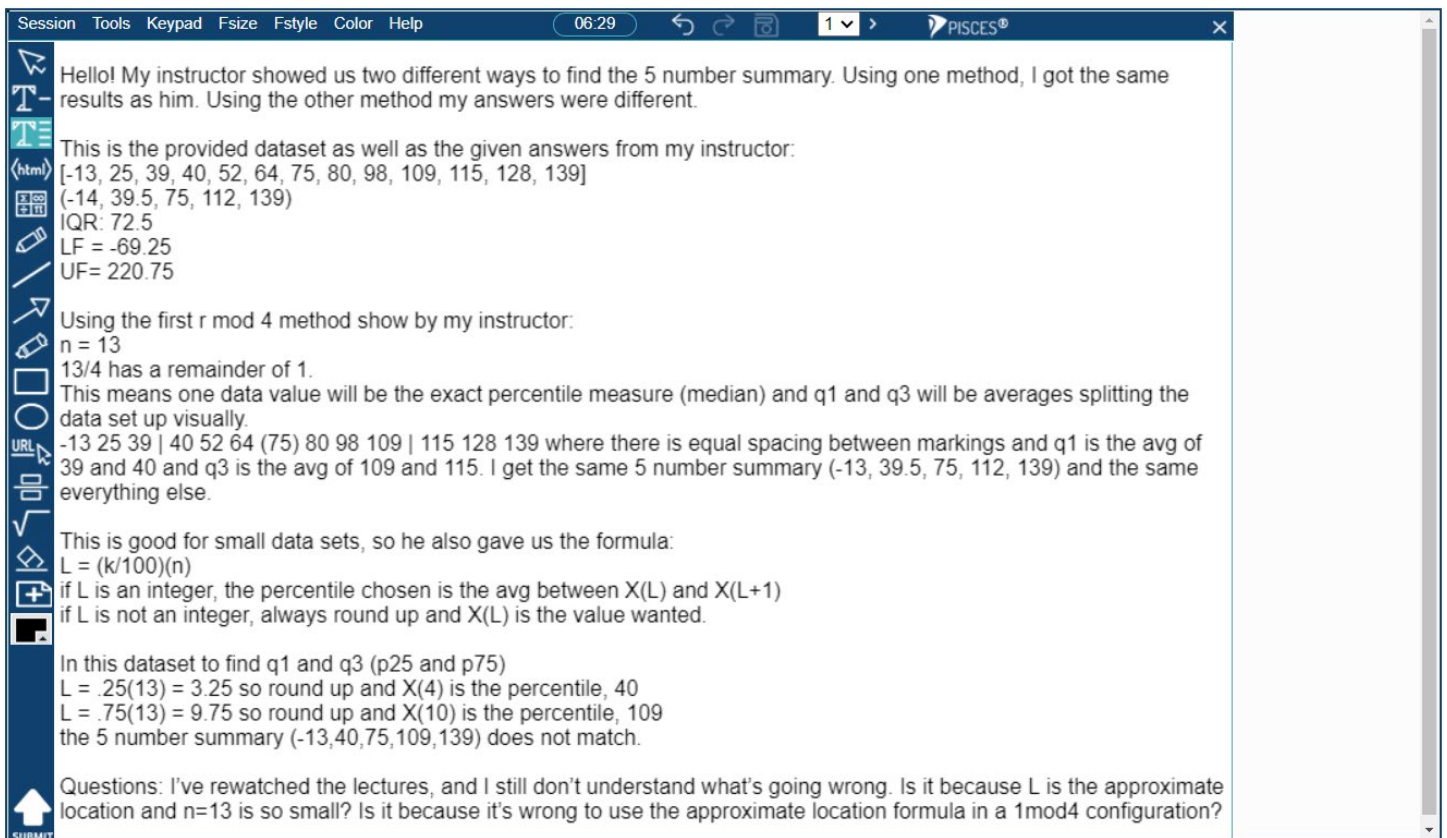 Session Tools Keypad Fsize Fstyle Color Help 06:29 1 > PISCES® ×
Hello! My instructor showed us two different ways to find the 5 number summary. Using one method, I got the same
results as him. Using the other method my answers were different.
This is the provided dataset as well as the given answers from my instructor:
[-13, 25, 39, 40, 52, 64, 75, 80, 98, 109, 115, 128, 139]
(-14, 39.5, 75, 112, 139)
IQR: 72.5
LF = -69.25
UF= 220.75
Using the first r mod 4 method show by my instructor:
n = 13
13/4 has a remainder of 1.
This means one data value will be the exact percentile measure (median) and q1 and q3 will be averages splitting the
data set up visually.
-13 25 39 | 40 52 64 (75) 80 98 109 | 115 128 139 where there is equal spacing between markings and q1 is the avg of
39 and 40 and q3 is the avg of 109 and 115. I get the same 5 number summary (-13, 39.5, 75, 112, 139) and the same
everything else.
This is good for small data sets, so he also gave us the formula:
L = (k/100)(n)
if L is an integer, the percentile chosen is the avg between X(L) and X(L+1)
if L is not an integer, always round up and X(L) is the value wanted.
In this dataset to find q1 and q3 (p25 and p75)
L = .25(13) = 3.25 so round up and X(4) is the percentile, 40
L = .75(13) = 9.75 so round up and X(10) is the percentile, 109
the 5 number summary (-13,40,75,109,139) does not match.
Questions: I've rewatched the lectures, and I still don't understand what's going wrong. Is it because L is the approximate
location and n=13 is so small? Is it because it's wrong to use the approximate location formula in a 1mod4 configuration?
T
T
⟨html⟩
URL
SUBMIT